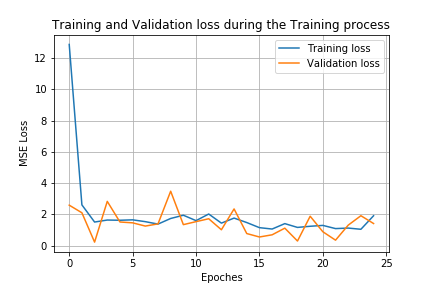 Training and Validation loss during the Training process
Training loss
Validation loss
12
10
8
6
4
2
0
MSE Loss
0 5 10 15 20 25
Epoches